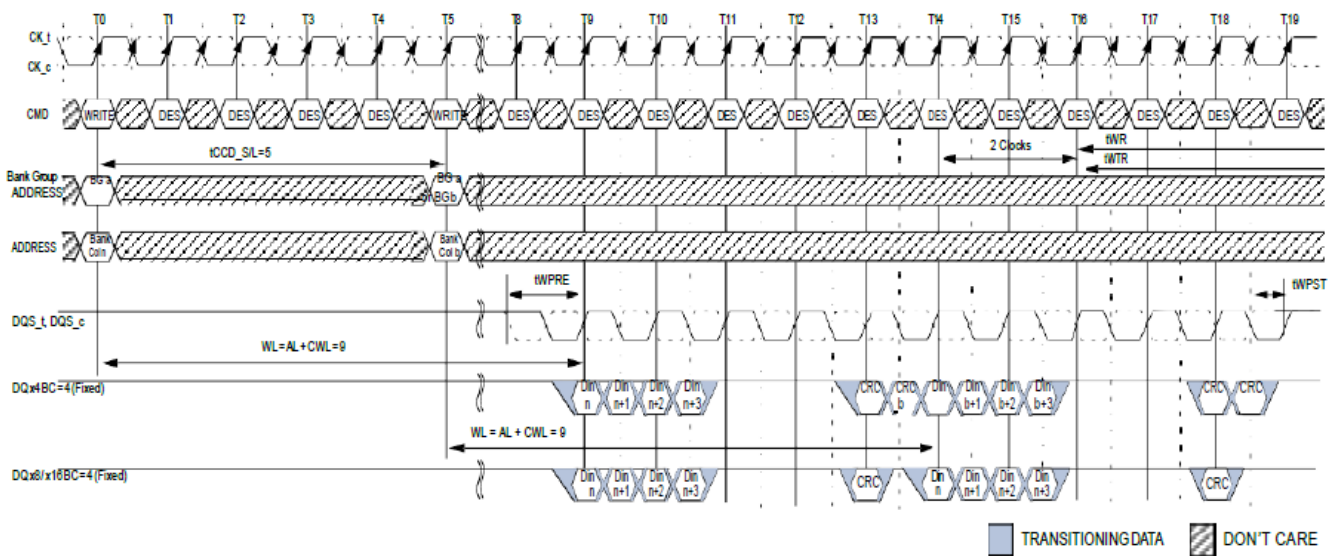 T0 T1 T2 T3 T4 T5 T8 T9 T10 T11 T12 T13 T14 T15 T16 T17 T18 T19
CK_t
CK_c
CMD WRITE DES DES DES DES WRITE DES DES DES DES DES DES DES DES DES DES DES DES
tCCD_S/L=5
2 Clocks
tWR
tWTR
Bank Group
ADDRESS
BG a
BG a
or BG b
ADDRESS
Bank
Col n
Bank
Col b
tWPRE
tWPST
DQS_t, DQS_c
WL=AL+CWL=9
DQx4BC=4(Fixed)
Din
n
Din
n+1
Din
n+2
Din
n+3
CRC
CRC
b
Din
Din
b+1
Din
b+2
Din
b+3
CRC
CRC
WL = AL + CWL = 9
DQx8/x16BC=4(Fixed)
Din
n
Din
n+1
Din
n+2
Din
n+3
CRC
Din
n
Din
n+1
Din
n+2
Din
n+3
CRC
TRANSITIONING DATA
DON'T CARE